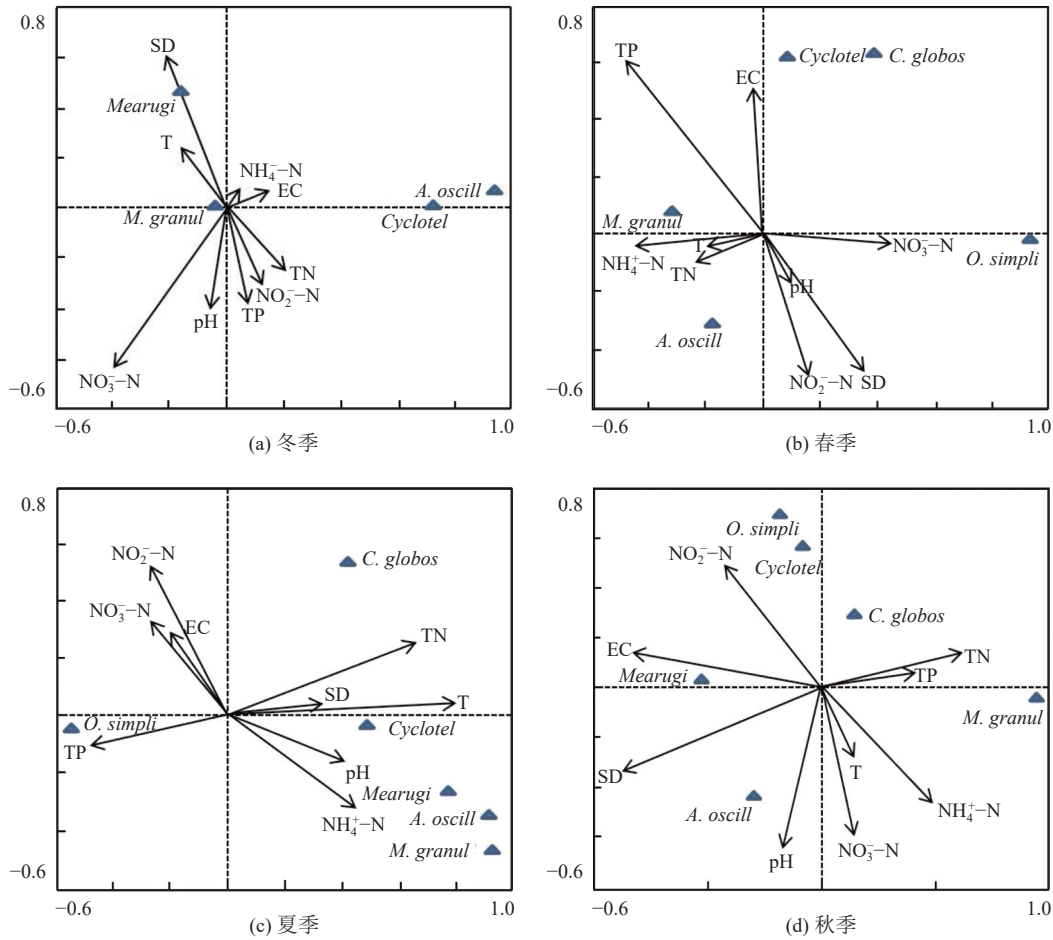 0.8
SD
Mearugi
T
NH₄⁻−N
EC
A. oscill
M. granul
Cyclotel
TN
NO₂⁻−N
pH
TP
NO₃⁻−N
−0.6
−0.6
1.0
(a) 冬季
0.8
TP
Cyclotel
C. globos
EC
M. granul
T
NO₃⁻−N
NH₄⁺−N
O. simpli
TN
pH
A. oscill
NO₂⁻−N
SD
−0.6
−0.6
1.0
(b) 春季
0.8
NO₂⁻−N
C. globos
NO₃⁻−N
EC
TN
SD
T
O. simpli
Cyclotel
TP
pH
Mearugi
A. oscill
NH₄⁺−N
M. granul
−0.6
−0.6
1.0
(c) 夏季
0.8
O. simpli
NO₂⁻−N
Cyclotel
C. globos
EC
TN
Mearugi
TP
M. granul
SD
T
A. oscill
NH₄⁺−N
pH
NO₃⁻−N
−0.6
−0.6
1.0
(d) 秋季